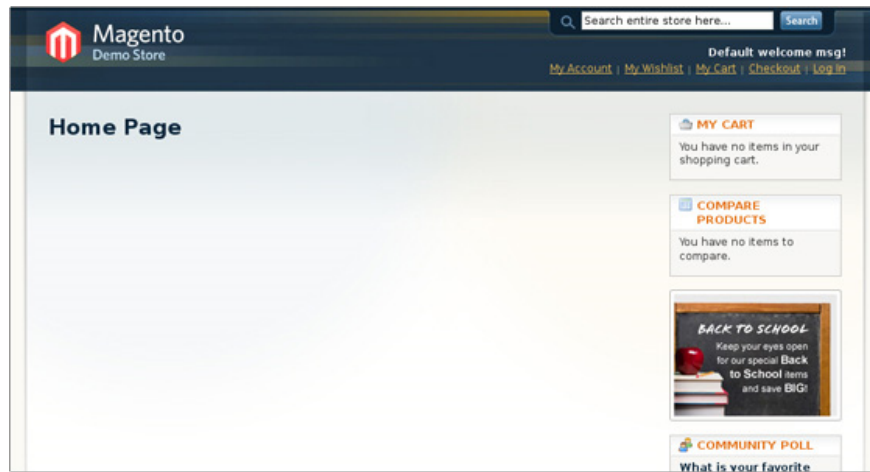 Magento
Demo Store
Search entire store here...
Search
Default welcome msg!
My Account | My Wishlist | My Cart | Checkout | Log In
Home Page
MY CART
You have no items in your
shopping cart.
COMPARE
PRODUCTS
You have no items to
compare.
BACK TO SCHOOL
Keep your eyes open
for our special Back
to School items
and save BIG!
COMMUNITY POLL
What is your favorite